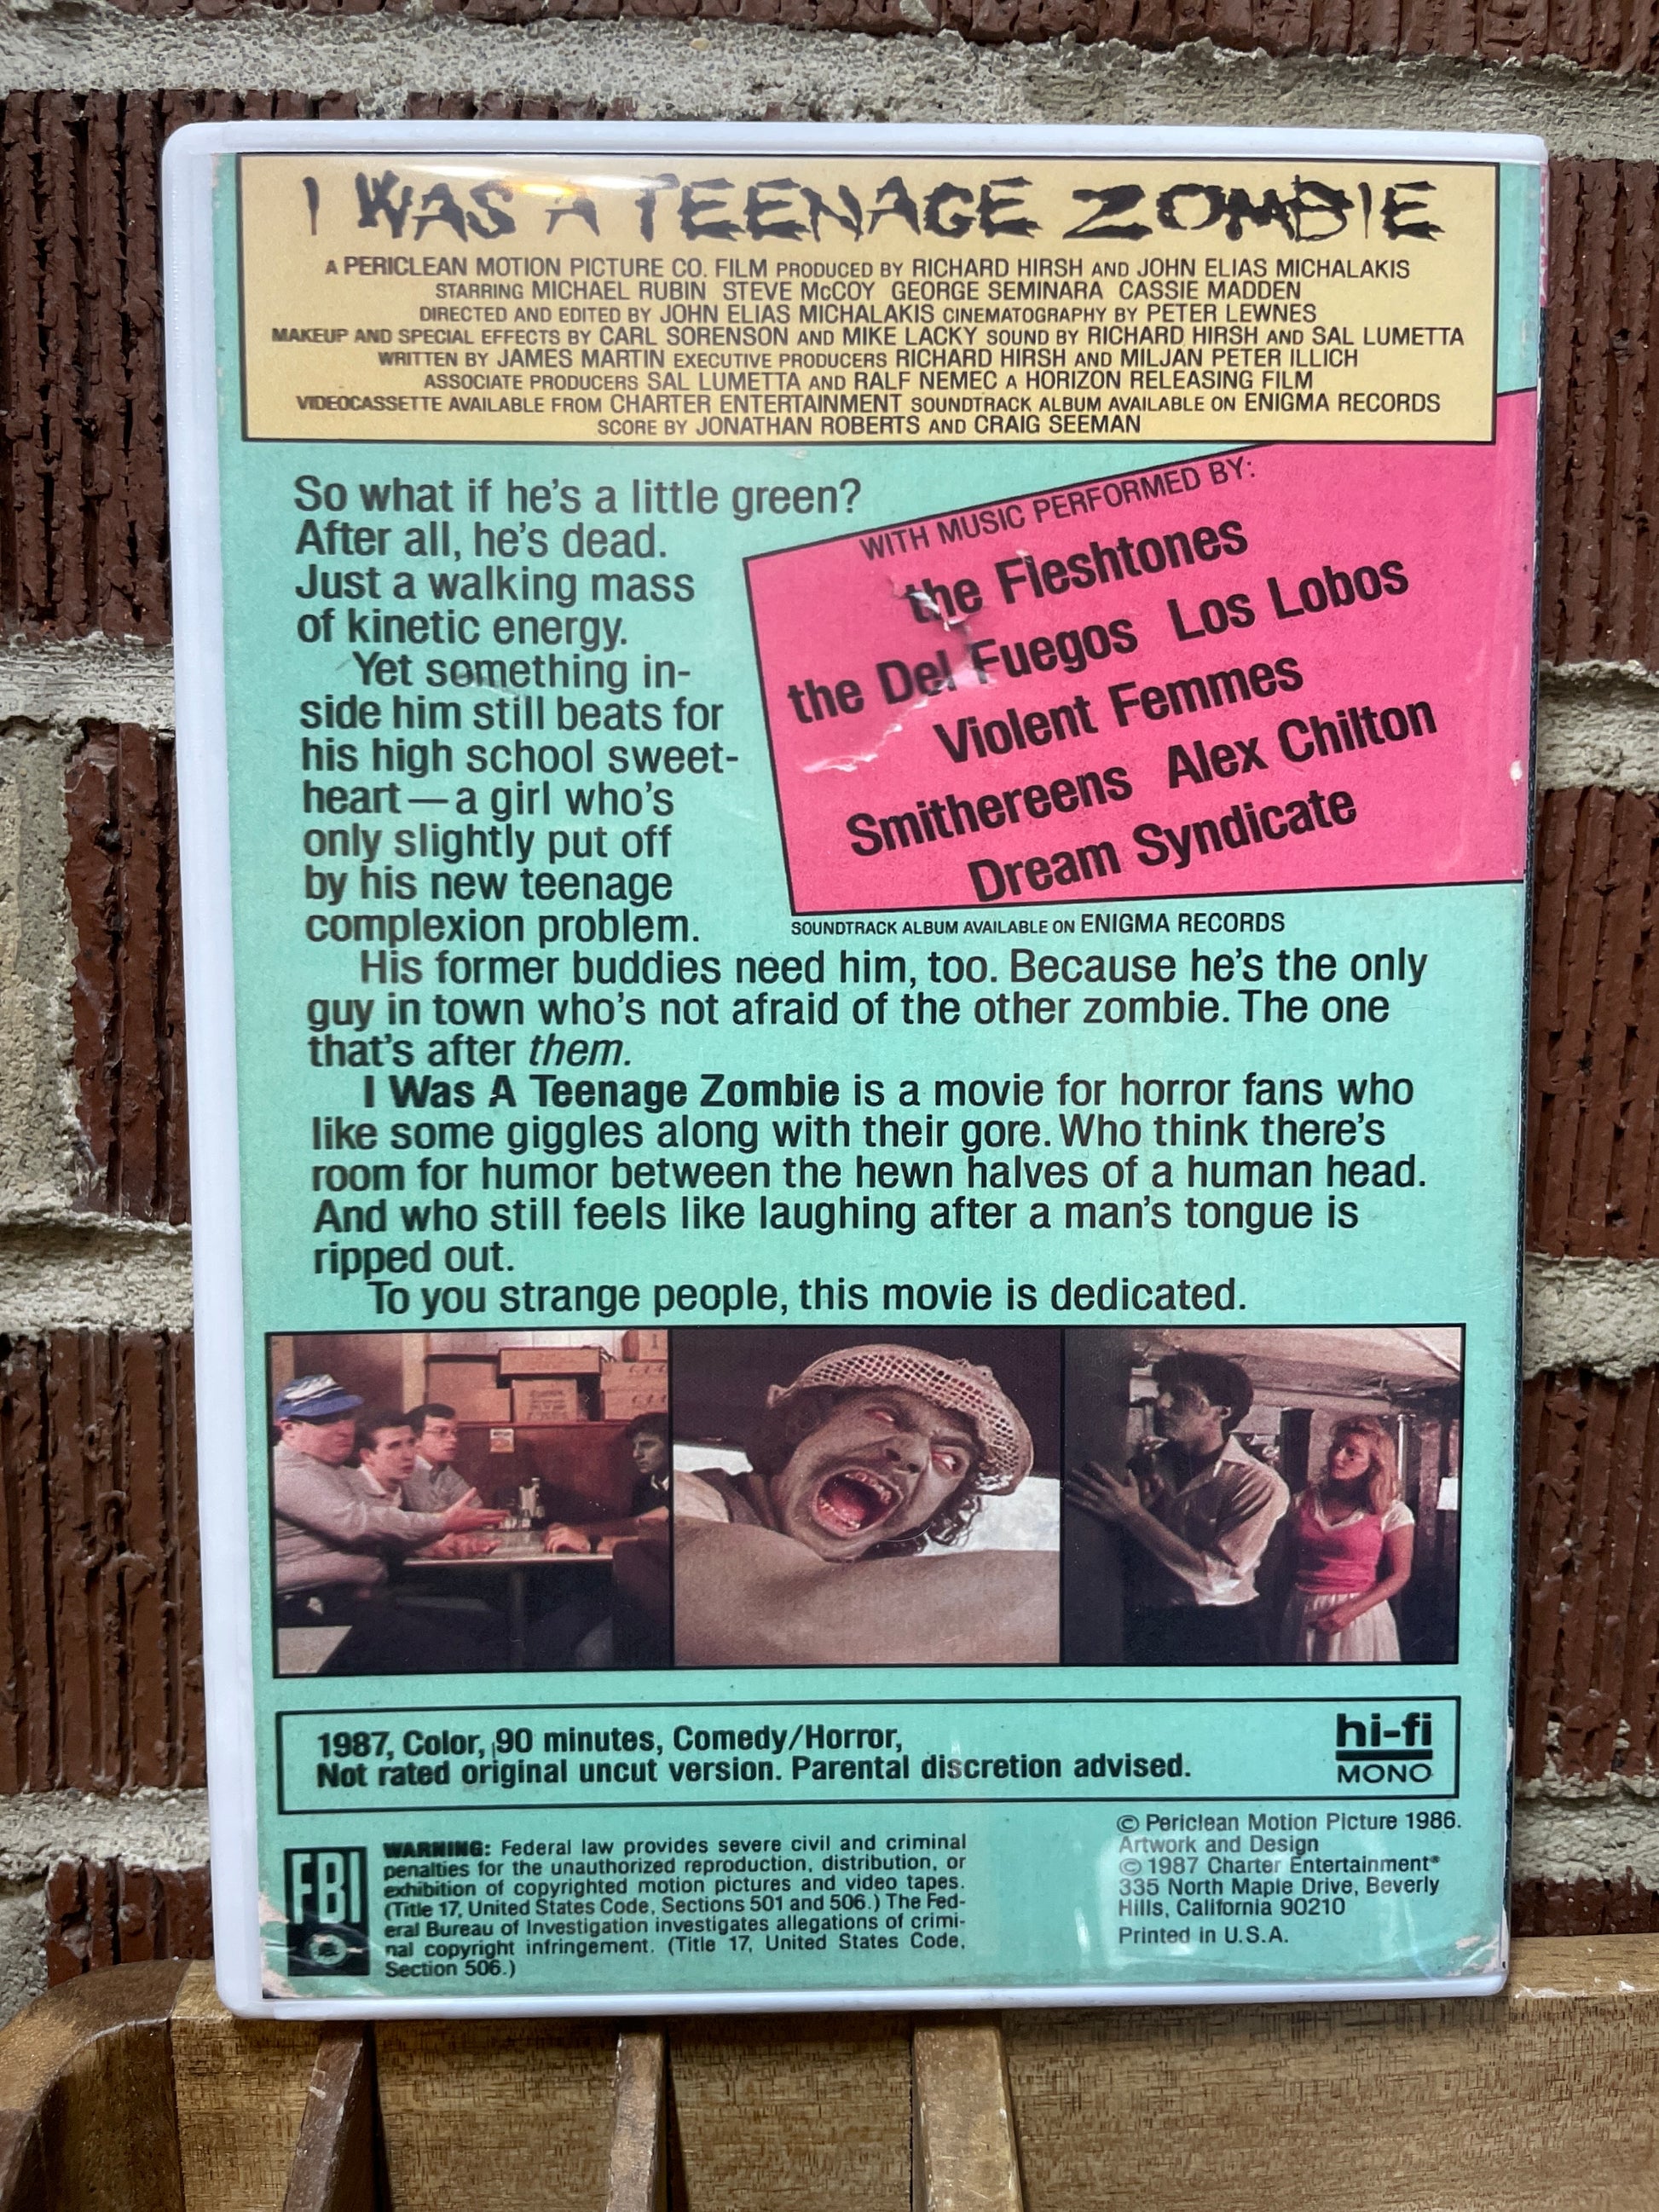 I WAS A TEENAGE ZOMBIE
A PERICLEAN MOTION PICTURE CO. FILM PRODUCED BY RICHARD HIRSH AND JOHN ELIAS MICHALAKIS
STARRING MICHAEL RUBIN STEVE McCOY GEORGE SEMINARA CASSIE MADDEN
DIRECTED AND EDITED BY JOHN ELIAS MICHALAKIS CINEMATOGRAPHY BY PETER LEWNES
MAKEUP AND SPECIAL EFFECTS BY CARL SORENSON AND MIKE LACKY SOUND BY RICHARD HIRSH AND SAL LUMETTA
WRITTEN BY JAMES MARTIN EXECUTIVE PRODUCERS RICHARD HIRSH AND MILJAN PETER ILLICH
ASSOCIATE PRODUCERS SAL LUMETTA AND RALF NEMEC A HORIZON RELEASING FILM
VIDEOCASSETTE AVAILABLE FROM CHARTER ENTERTAINMENT SOUNDTRACK ALBUM AVAILABLE ON ENIGMA RECORDS
SCORE BY JONATHAN ROBERTS AND CRAIG SEEMAN
So what if he's a little green?
After all, he's dead.
Just a walking mass
of kinetic energy.
Yet something in-
side him still beats for
his high school sweet-
heart—a girl who's
only slightly put off
by his new teenage
complexion problem.
WITH MUSIC PERFORMED BY:
the Fleshtones
the Del Fuegos Los Lobos
Violent Femmes
Smithereens Alex Chilton
Dream Syndicate
SOUNDTRACK ALBUM AVAILABLE ON ENIGMA RECORDS
His former buddies need him, too. Because he's the only
guy in town who's not afraid of the other zombie. The one
that's after them.
I Was A Teenage Zombie is a movie for horror fans who
like some giggles along with their gore. Who think there's
room for humor between the hewn halves of a human head.
And who still feels like laughing after a man's tongue is
ripped out.
To you strange people, this movie is dedicated.
1987, Color, 90 minutes, Comedy/Horror,
Not rated original uncut version. Parental discretion advised.
hi-fi
MONO
FBI
WARNING: Federal law provides severe civil and criminal
penalties for the unauthorized reproduction, distribution, or
exhibition of copyrighted motion pictures and video tapes.
(Title 17, United States Code, Sections 501 and 506.) The Fed-
eral Bureau of Investigation investigates allegations of crimi-
nal copyright infringement. (Title 17, United States Code,
Section 506.)
© Periclean Motion Picture 1986.
Artwork and Design
© 1987 Charter Entertainment®
335 North Maple Drive, Beverly
Hills, California 90210
Printed in U.S.A.